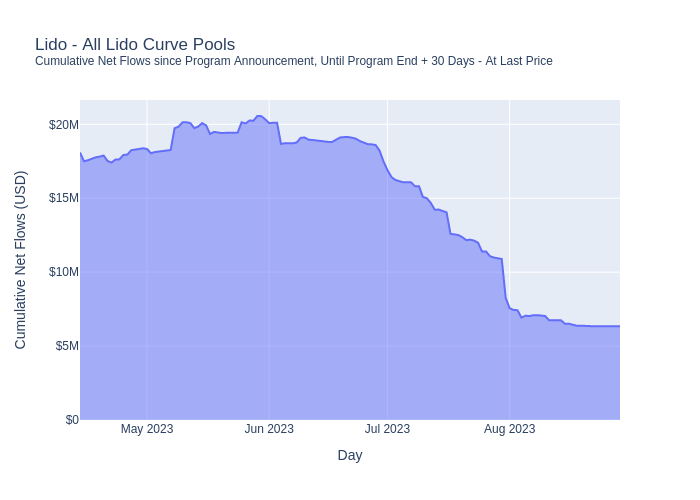 Lido - All Lido Curve Pools
Cumulative Net Flows since Program Announcement, Until Program End + 30 Days - At Last Price
Cumulative Net Flows (USD)
$20M
$15M
$10M
$5M
$0
May 2023
Jun 2023
Jul 2023
Aug 2023
Day